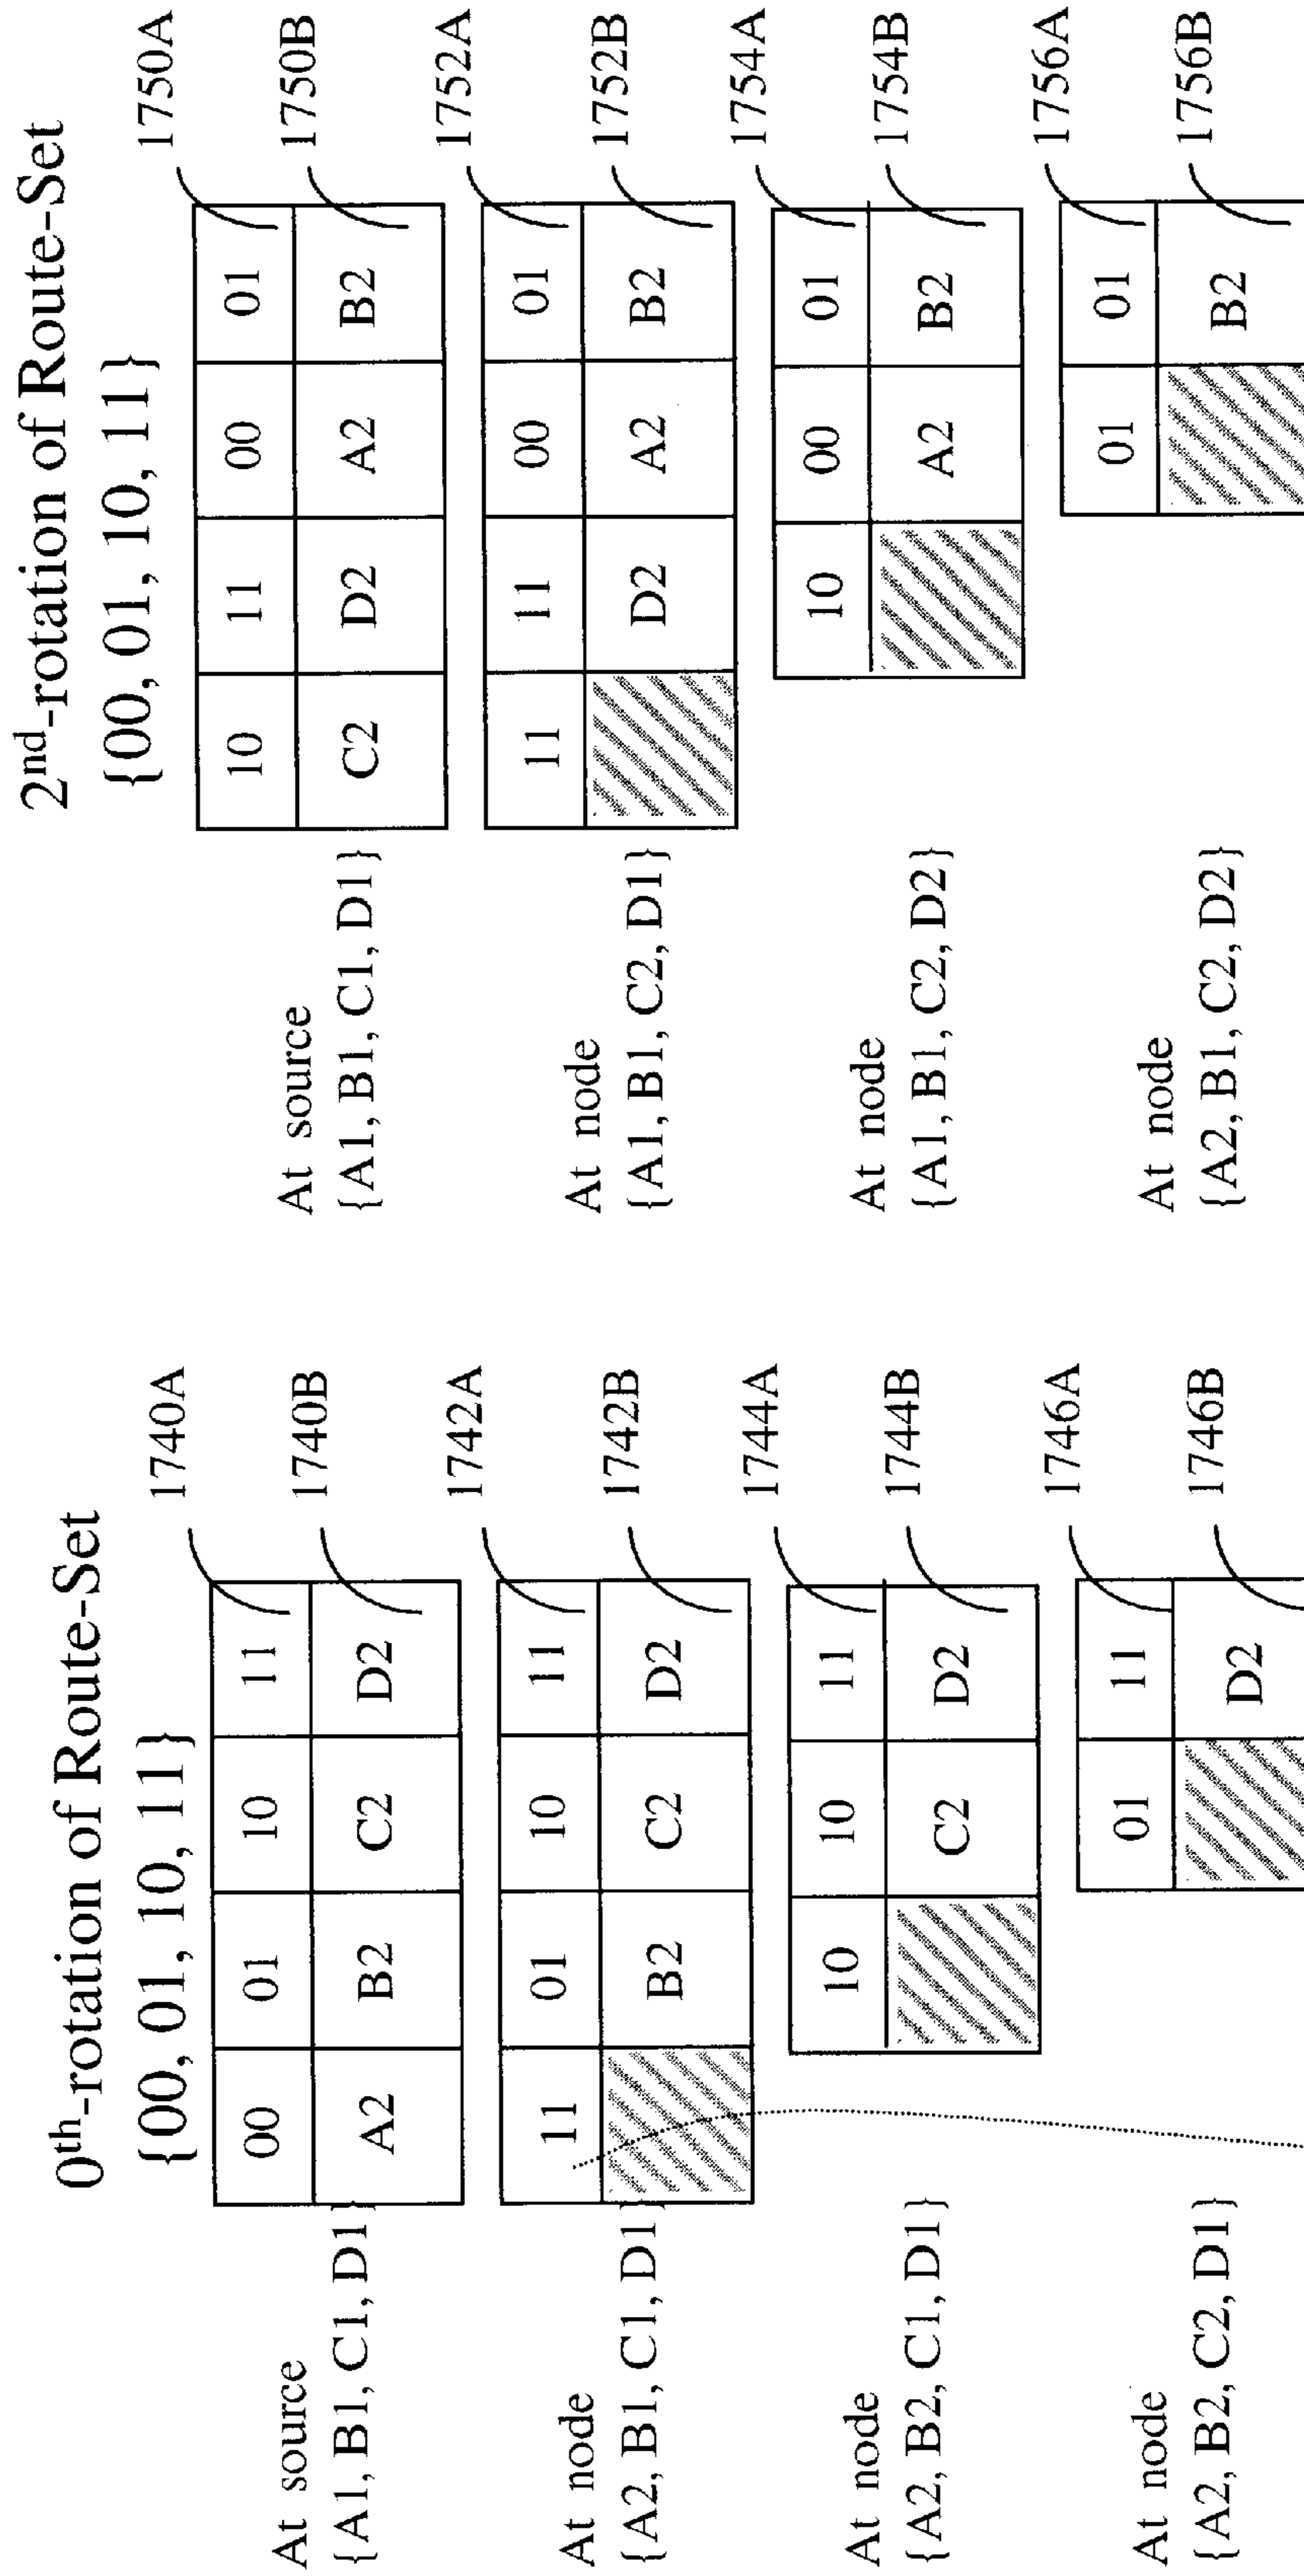 0th-rotation of Route-Set
{00, 01, 10, 11}
At source
{A1, B1, C1, D1}
00 01 10 11 1740A
A2 B2 C2 D2 1740B
At node
{A2, B1, C1, D1}
11 01 10 11 1742A
B2 C2 D2 1742B
At node
{A2, B2, C1, D1}
10 10 11 1744A
C2 D2 1744B
At node
{A2, B2, C2, D1}
01 11 1746A
D2 1746B
2nd-rotation of Route-Set
{00, 01, 10, 11}
At source
{A1, B1, C1, D1}
10 11 00 01 1750A
C2 D2 A2 B2 1750B
At node
{A1, B1, C2, D1}
11 11 00 01 1752A
D2 A2 B2 1752B
At node
{A1, B1, C2, D2}
10 00 01 1754A
A2 B2 1754B
At node
{A2, B1, C2, D2}
01 01 1756A
B2 1756B